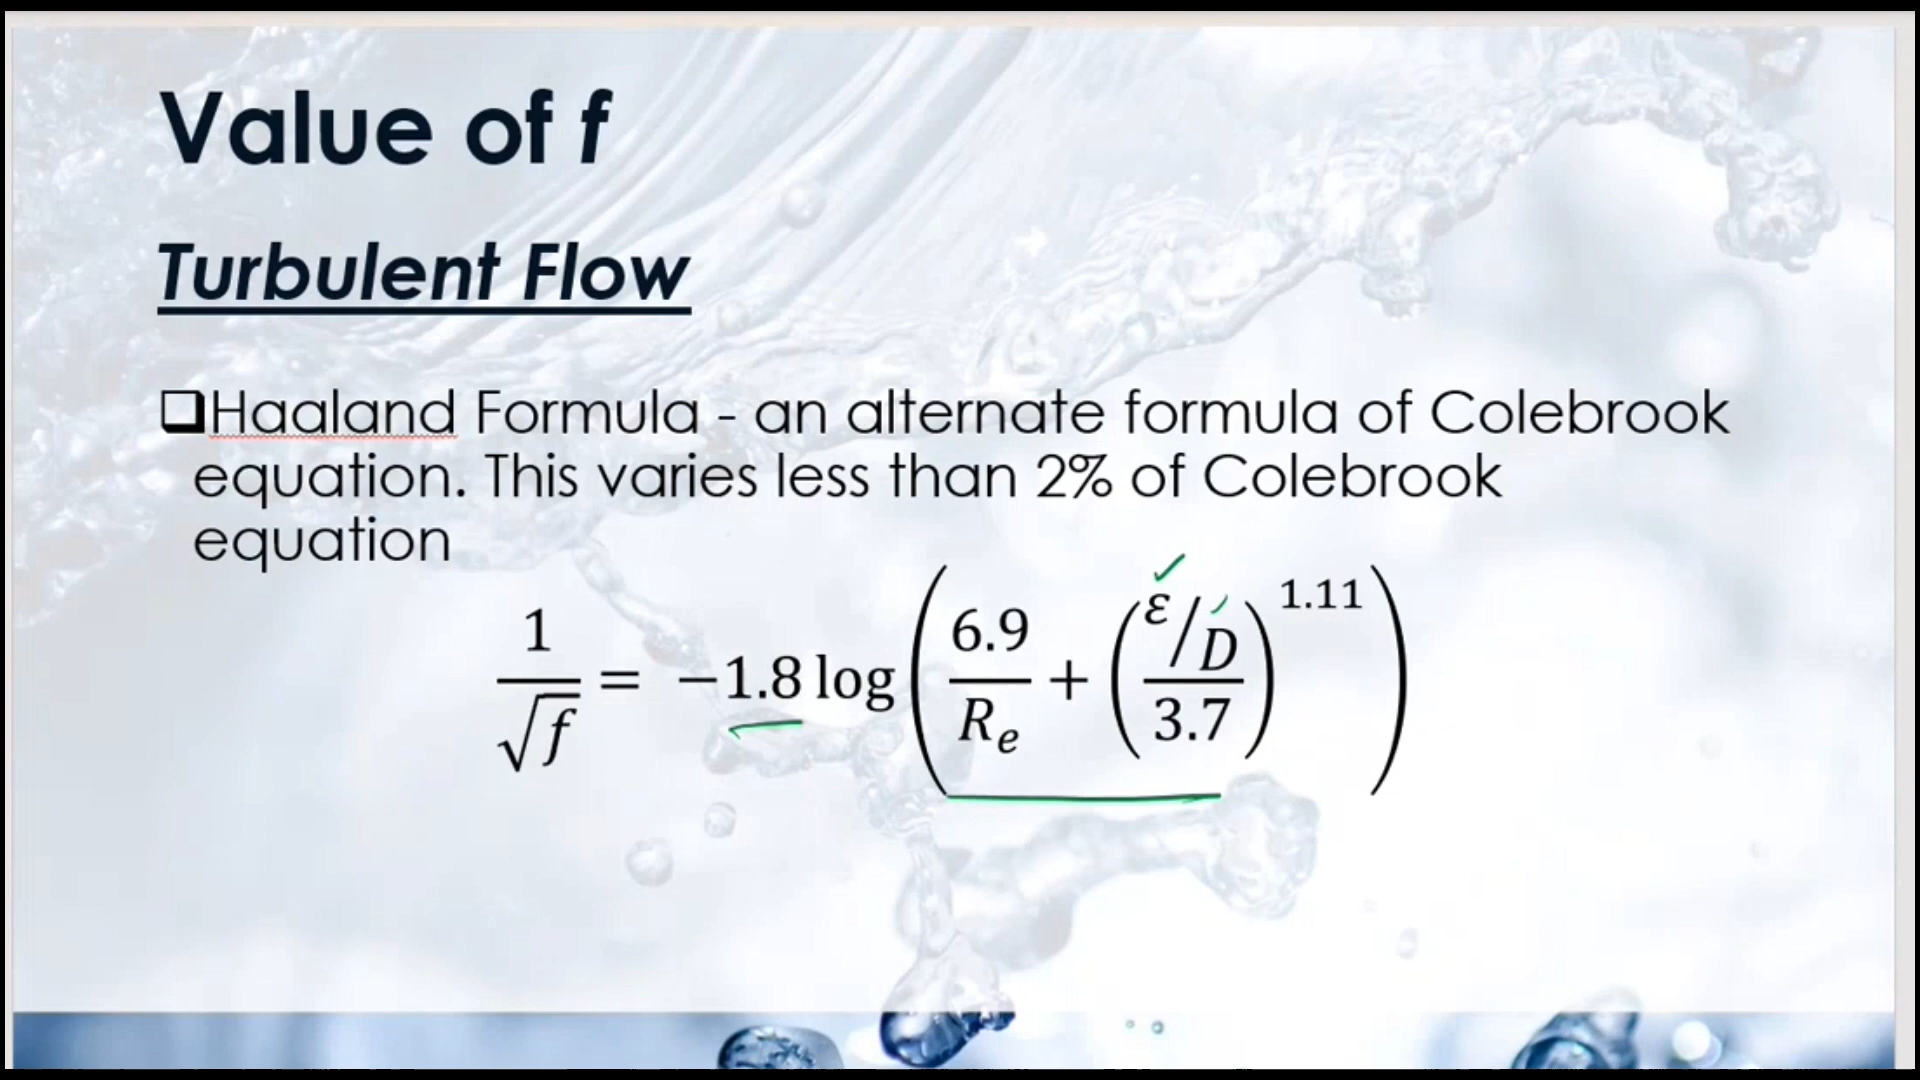 Value of f
Turbulent Flow
❑Haaland Formula - an alternate formula of Colebrook
equation. This varies less than 2% of Colebrook
equation
1/√f = −1.8 log(6.9/Re + ((ε/D)/3.7)^1.11)